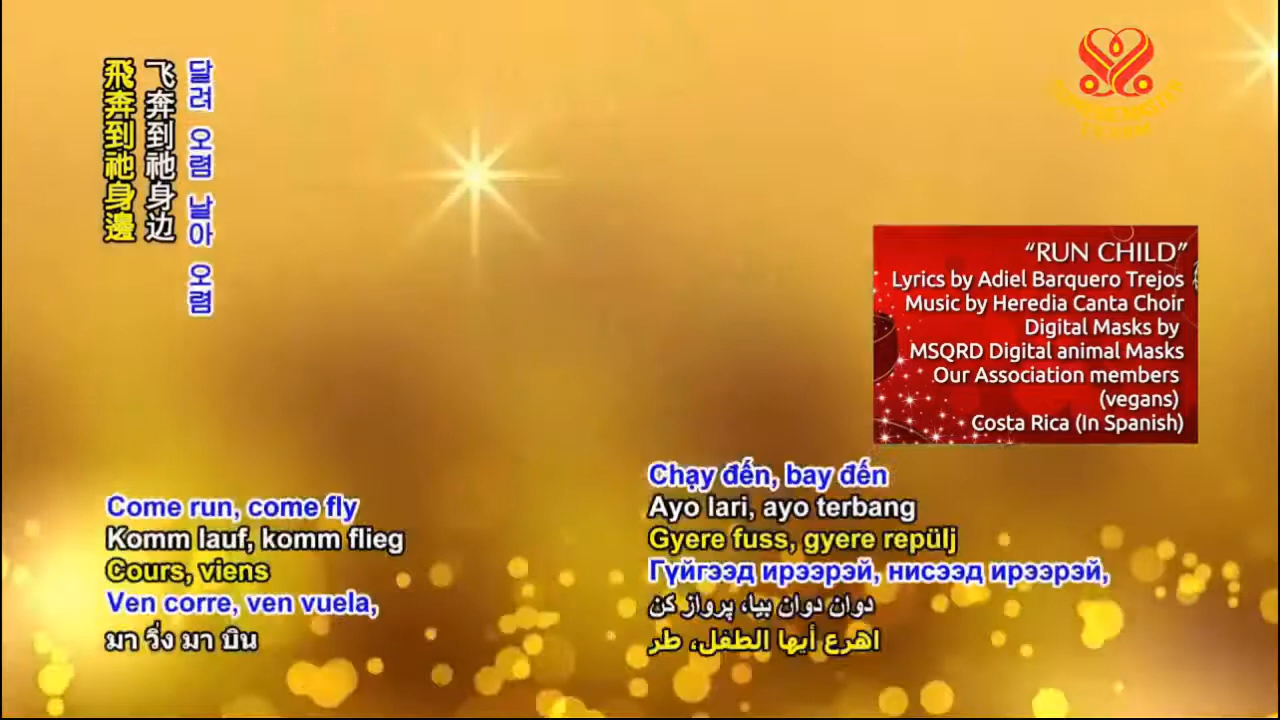 飛奔到祂身邊
飞奔到祂身边
달려 오렴 날아 오렴
“RUN CHILD”
Lyrics by Adiel Barquero Trejos
Music by Heredia Canta Choir
Digital Masks by
MSQRD Digital animal Masks
Our Association members
(vegans)
Costa Rica (In Spanish)
Come run, come fly
Komm lauf, komm flieg
Cours, viens
Ven corre, ven vuela,
มา วิ่ง มา บิน
Chạy đến, bay đến
Ayo lari, ayo terbang
Gyere fuss, gyere repülj
Гүйгээд ирээрэй, нисээд ирээрэй,
دوان دوان بیا، پرواز کن
اهرع أيها الطفل، طر